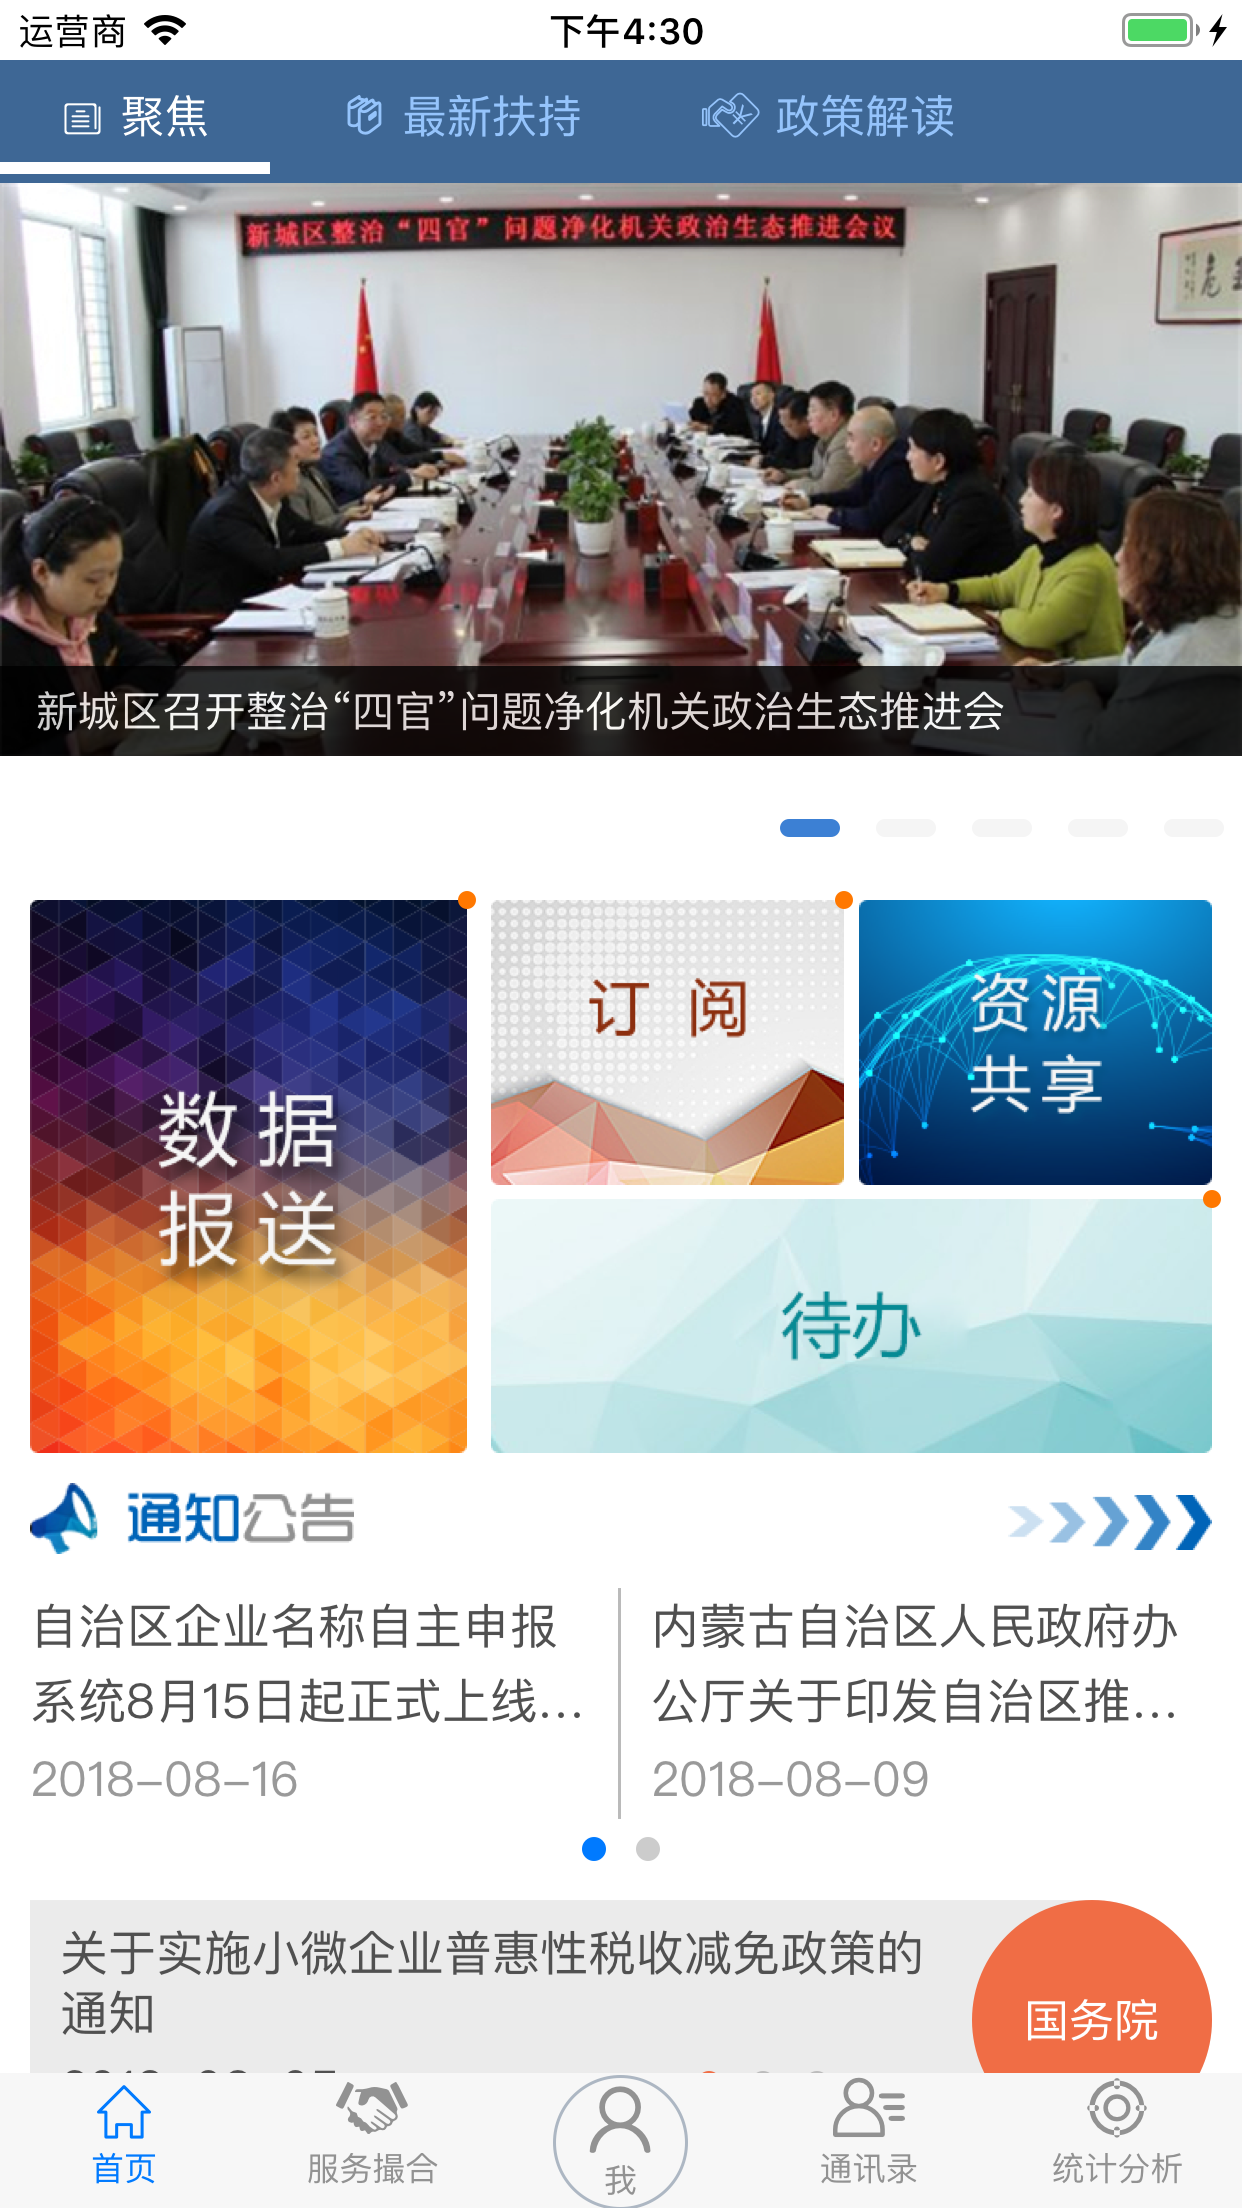 运营商
下午4:30
聚焦
最新扶持
政策解读
新城区整治“四官”问题净化机关政治生态推进会议
新城区召开整治“四官”问题净化机关政治生态推进会
数据
报送
订阅
资源
共享
待办
通知公告
自治区企业名称自主申报
系统8月15日起正式上线...
2018-08-16
内蒙古自治区人民政府办
公厅关于印发自治区推...
2018-08-09
关于实施小微企业普惠性税收减免政策的
通知
国务院
首页
服务撮合
我
通讯录
统计分析